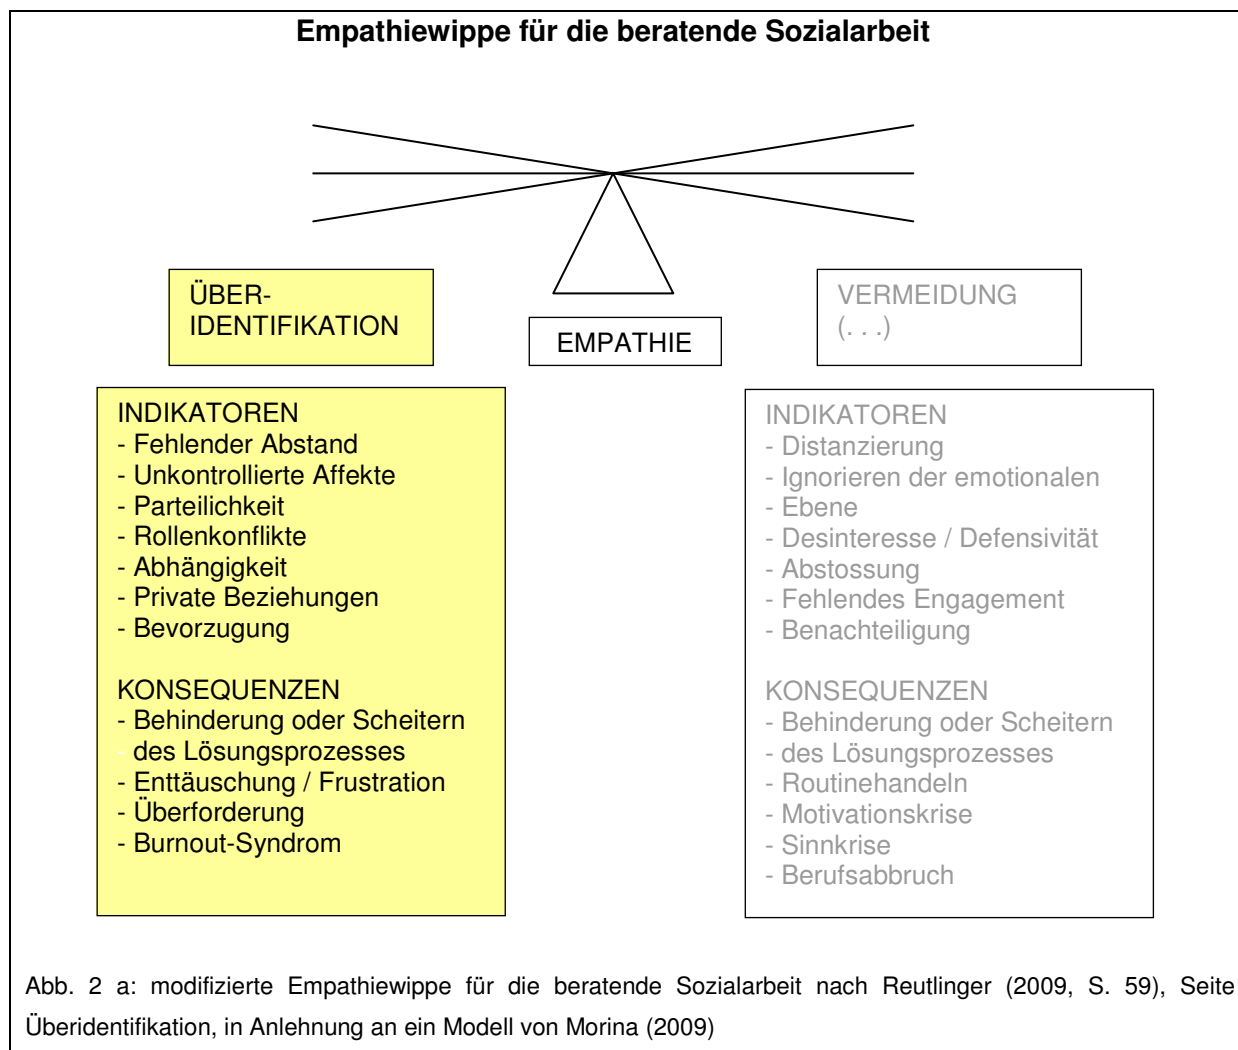 Empathiewippe für die beratende Sozialarbeit
ÜBER-
IDENTIFIKATION
EMPATHIE
VERMEIDUNG
(. . .)
INDIKATOREN
- Fehlender Abstand
- Unkontrollierte Affekte
- Parteilichkeit
- Rollenkonflikte
- Abhängigkeit
- Private Beziehungen
- Bevorzugung
KONSEQUENZEN
- Behinderung oder Scheitern
- des Lösungsprozesses
- Enttäuschung / Frustration
- Überforderung
- Burnout-Syndrom
INDIKATOREN
- Distanzierung
- Ignorieren der emotionalen
- Ebene
- Desinteresse / Defensivität
- Abstossung
- Fehlendes Engagement
- Benachteiligung
KONSEQUENZEN
- Behinderung oder Scheitern
- des Lösungsprozesses
- Routinehandeln
- Motivationskrise
- Sinnkrise
- Berufsabbruch
Abb. 2 a: modifizierte Empathiewippe für die beratende Sozialarbeit nach Reutlinger (2009, S. 59), Seite
Überidentifikation, in Anlehnung an ein Modell von Morina (2009)